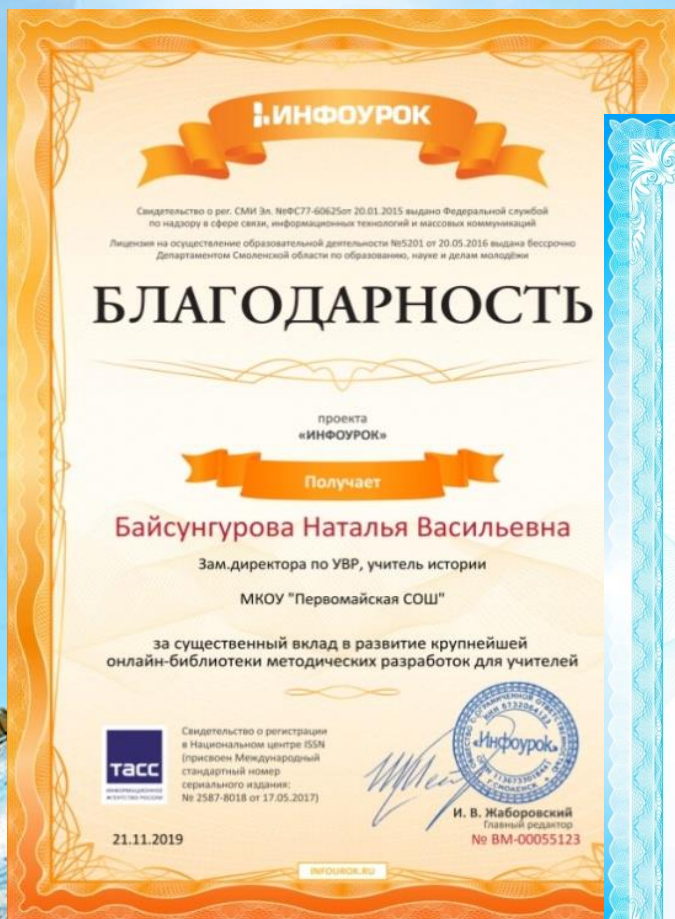 ИНФОУРОК
Свидетельство о рег. СМИ Эл. №ФС77-60625от 20.01.2015 выдано Федеральной службой
по надзору в сфере связи, информационных технологий и массовых коммуникаций
Лицензия на осуществление образовательной деятельности №5201 от 20.05.2016 выдана бессрочно
Департаментом Смоленской области по образованию, науке и делам молодёжи
БЛАГОДАРНОСТЬ
проекта
«ИНФОУРОК»
Получает
Байсунгурова Наталья Васильевна
Зам.директора по УВР, учитель истории
МКОУ "Первомайская СОШ"
за существенный вклад в развитие крупнейшей
онлайн-библиотеки методических разработок для учителей
ТАСС
ИНФОРМАЦИОННОЕ
АГЕНТСТВО РОССИИ
Свидетельство о регистрации
в Национальном центре ISSN
(присвоен Международный
стандартный номер
сериального издания:
№ 2587-8018 от 17.05.2017)
«Инфоурок»
И. В. Жаборовский
Главный редактор
21.11.2019
№ ВМ-00055123
INFOUROK.RU